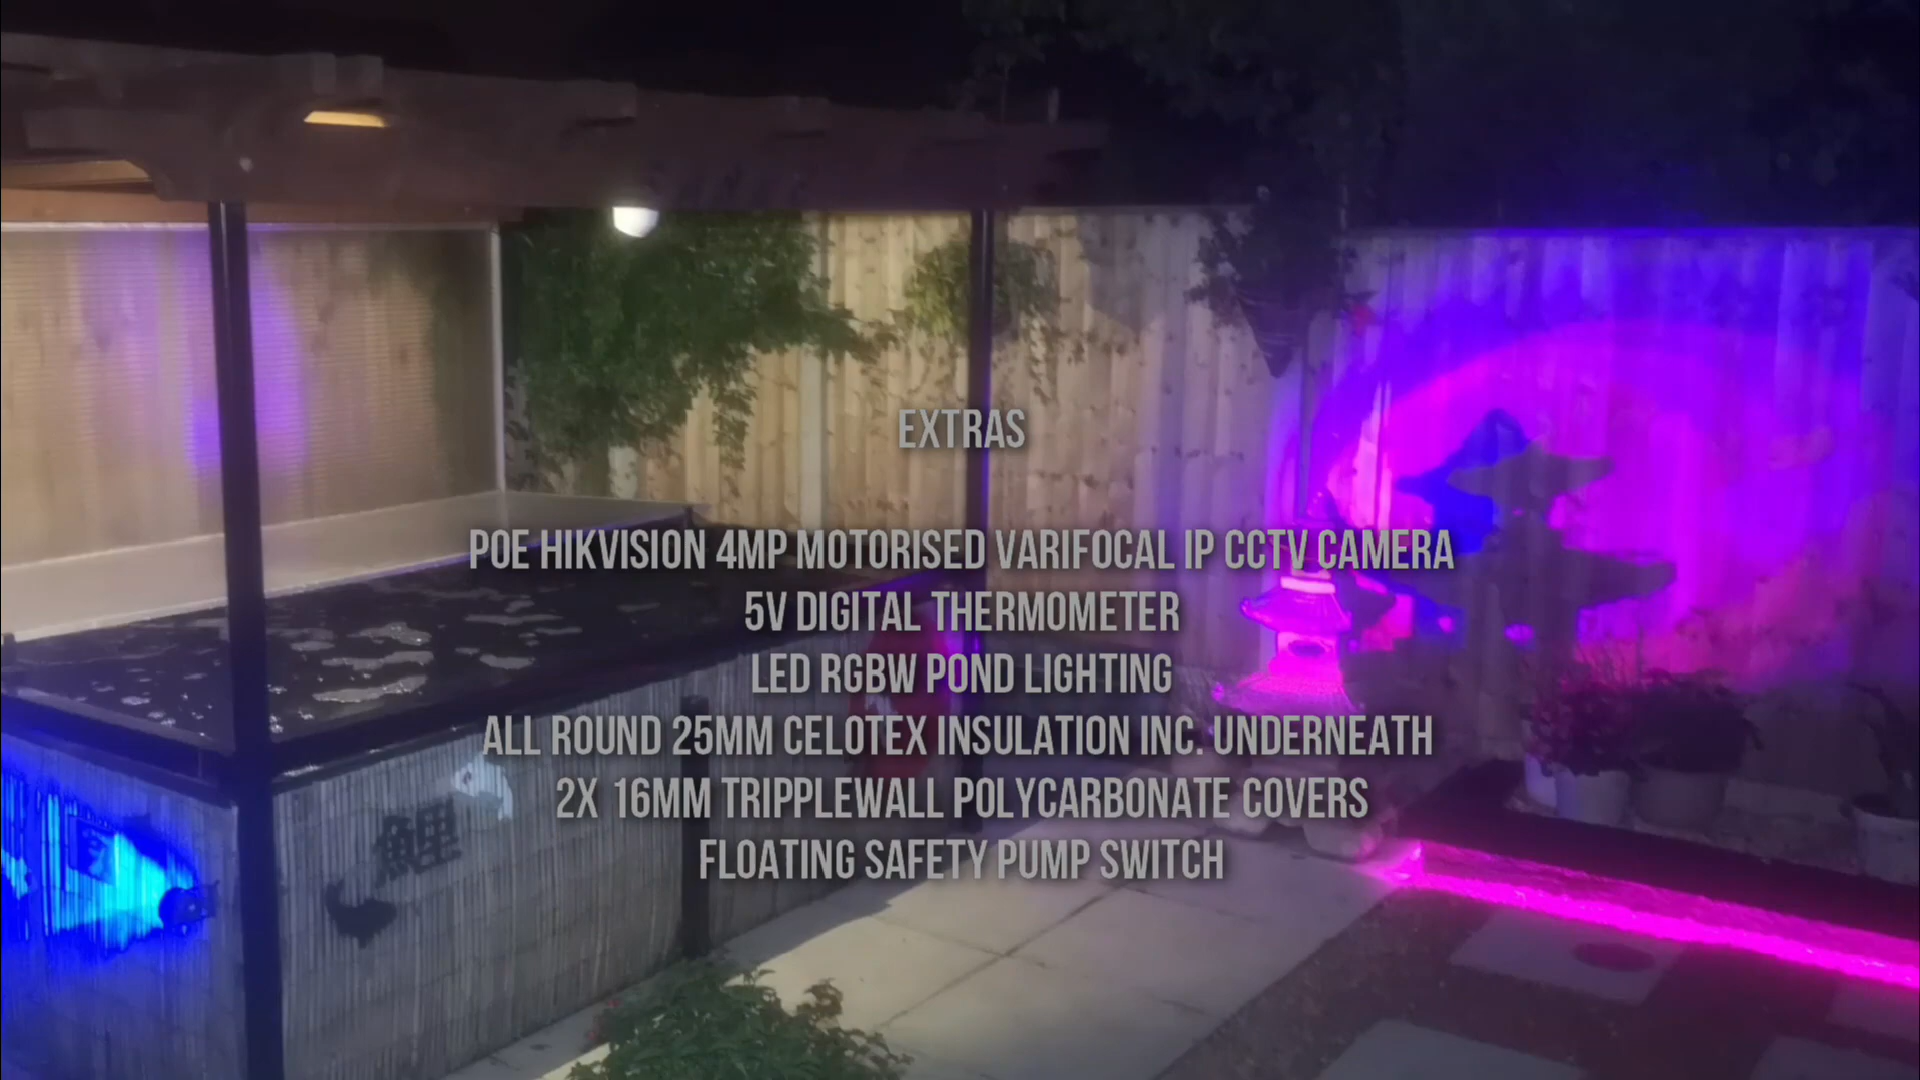 EXTRAS
POE HIKVISION 4MP MOTORISED VARIFOCAL IP CCTV CAMERA
5V DIGITAL THERMOMETER
LED RGBW POND LIGHTING
ALL ROUND 25MM CELOTEX INSULATION INC. UNDERNEATH
2X 16MM TRIPPLEWALL POLYCARBONATE COVERS
FLOATING SAFETY PUMP SWITCH
鯉